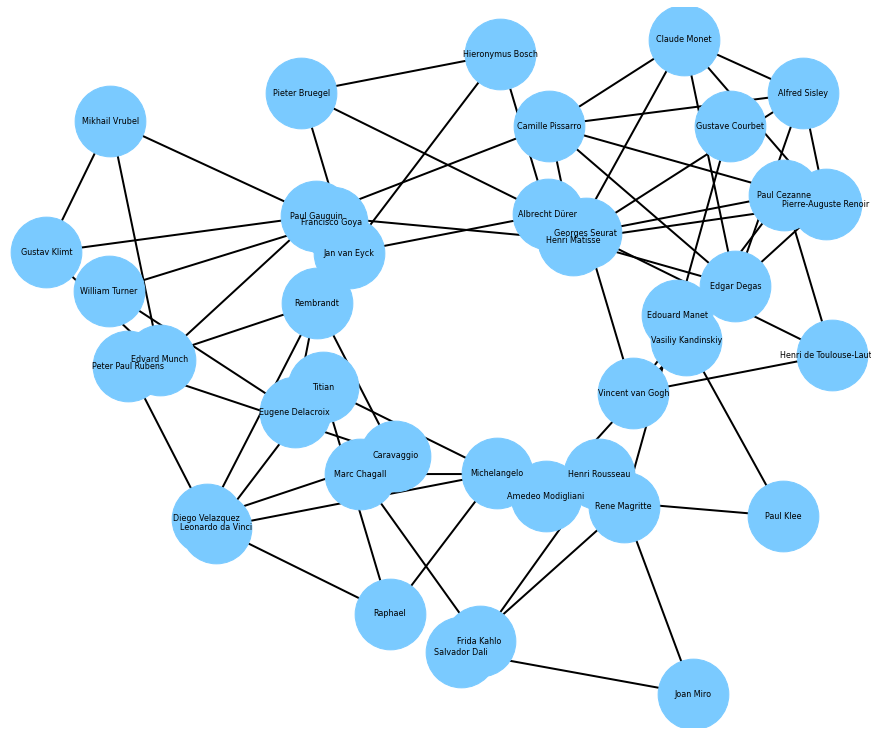 Claude Monet
Hieronymus Bosch
Pieter Bruegel
Alfred Sisley
Mikhail Vrubel
Camille Pissarro
Gustave Courbet
Paul Cezanne
Pierre-Auguste Renoir
Paul Gauguin
Francisco Goya
Albrecht Dürer
Georges Seurat
Henri Matisse
Gustav Klimt
Jan van Eyck
William Turner
Edgar Degas
Rembrandt
Edouard Manet
Vasiliy Kandinskiy
Henri de Toulouse-Laut
Edvard Munch
Peter Paul Rubens
Titian
Vincent van Gogh
Eugene Delacroix
Caravaggio
Marc Chagall
Michelangelo
Henri Rousseau
Amedeo Modigliani
Rene Magritte
Paul Klee
Diego Velazquez
Leonardo da Vinci
Raphael
Frida Kahlo
Salvador Dali
Joan Miro